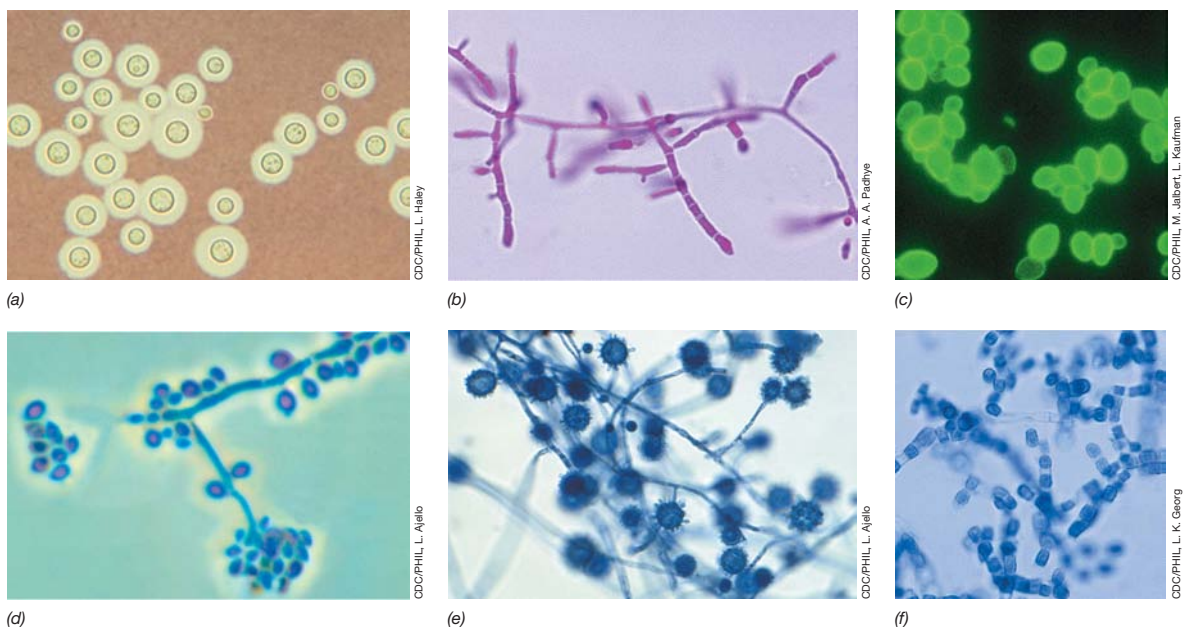 CDC/PHIL, L. Haley
CDC/PHIL, A. A. Padhye
CDC/PHIL, M. Jalbert, L. Kaufman
(a)
(b)
(c)
CDC/PHIL, L. Ajello
CDC/PHIL, L. Ajello
CDC/PHIL, L. K. Georg
(d)
(e)
(f)